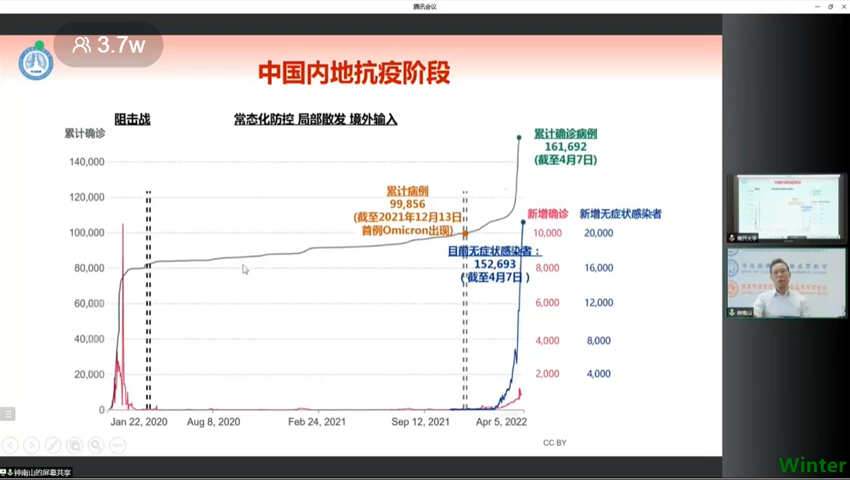 腾讯会议
3.7w
中国内地抗疫阶段
阻击战
常态化防控 局部散发 境外输入
累计确诊
140,000
120,000
100,000
80,000
60,000
40,000
20,000
0
累计病例
99,856
(截至2021年12月13日
首例Omicron出现)
累计确诊病例
161,692
(截至4月7日)
新增确诊
10,000
8,000
6,000
4,000
2,000
新增无症状感染者
20,000
16,000
12,000
8,000
4,000
目前无症状感染者：
152,693
(截至4月7日)
Jan 22, 2020
Aug 8, 2020
Feb 24, 2021
Sep 12, 2021
Apr 5, 2022
CC BY
钟南山的屏幕共享
南开大学
钟南山
Winter